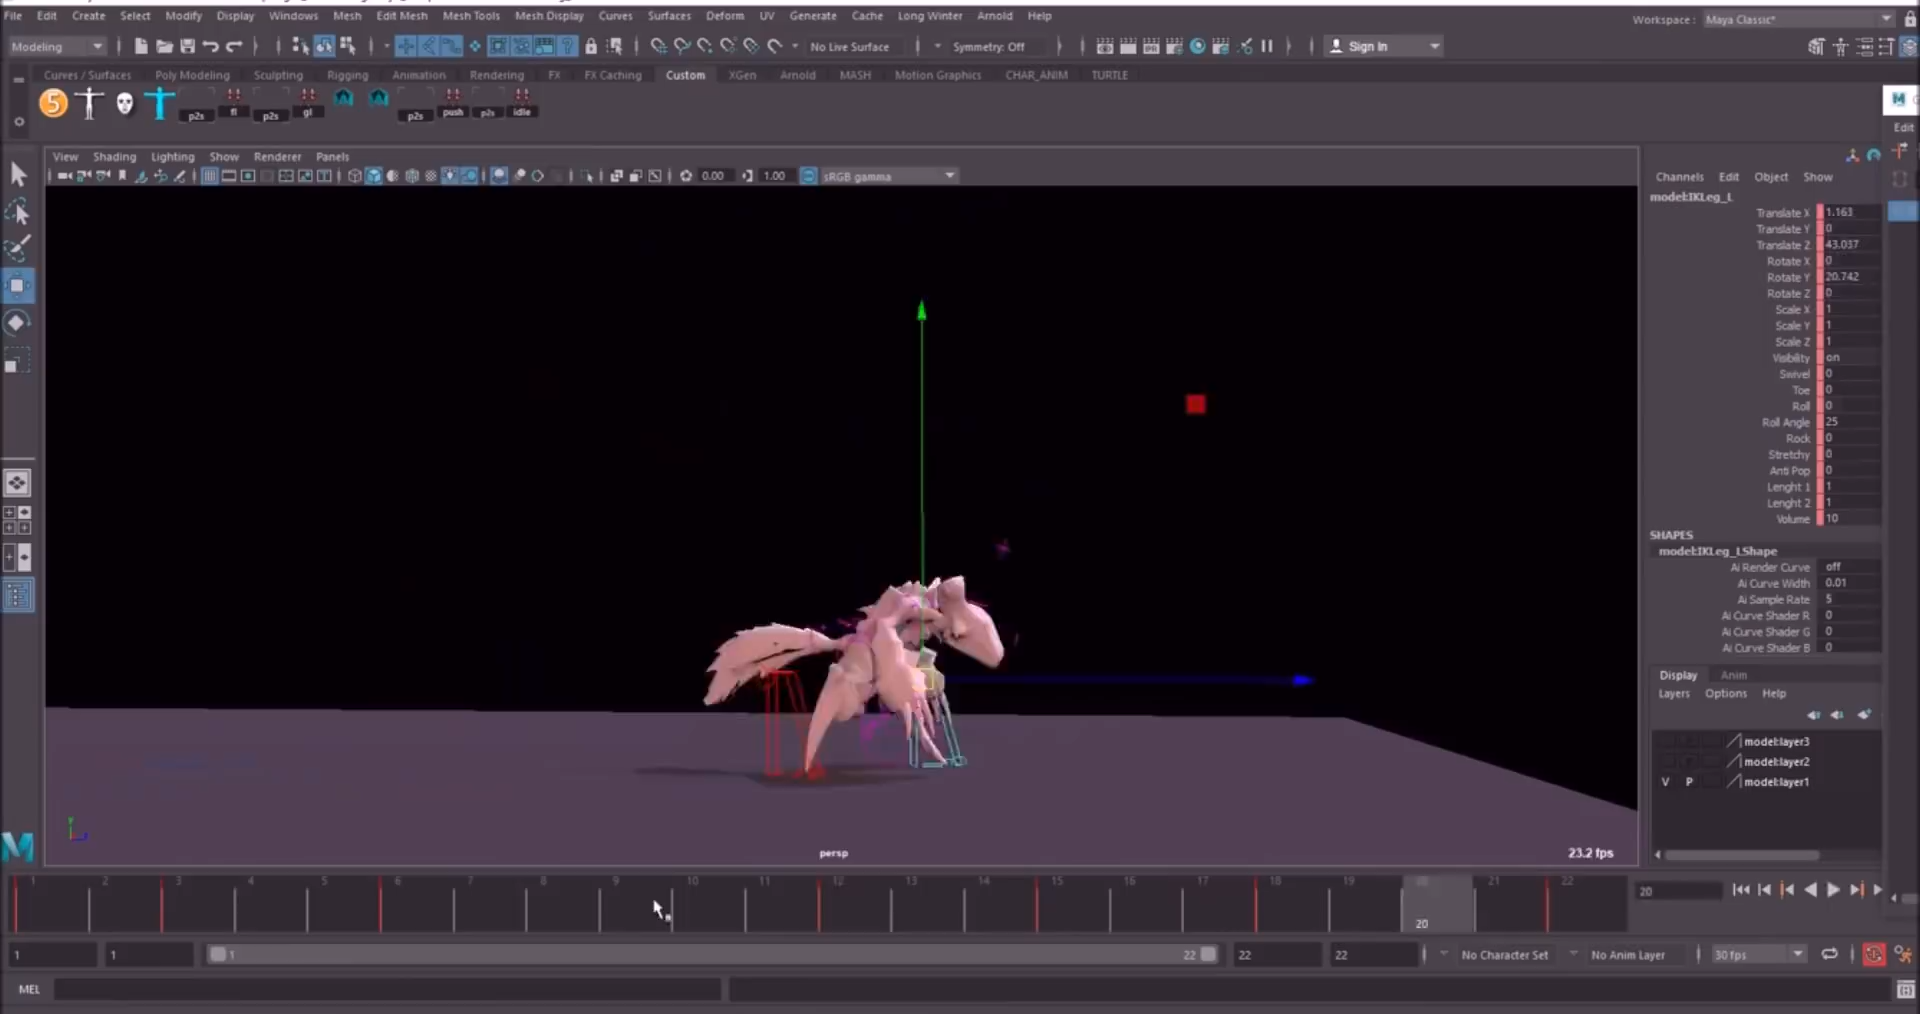 File Edit Create Select Modify Display Windows Mesh Edit Mesh Mesh Tools Mesh Display Curves Surfaces Deform UV Generate Cache Long Winter Arnold Help
Workspace : Maya Classic*
Modeling
No Live Surface
Symmetry: Off
Sign In
Curves / Surfaces Poly Modeling Sculpting Rigging Animation Rendering FX FX Caching Custom XGen Arnold MASH Motion Graphics CHAR_ANIM TURTLE
5 p2s fl p2s gl p2s push p2s idle
View Shading Lighting Show Renderer Panels
0.00 1.00 sRGB gamma
Edit
Channels Edit Object Show
model:IKLeg_L
Translate X 1.163
Translate Y 0
Translate Z 43.037
Rotate X 0
Rotate Y 20.742
Rotate Z 0
Scale X 1
Scale Y 1
Scale Z 1
Visibility on
Swivel 0
Toe 0
Roll 0
Roll Angle 25
Rock 0
Stretchy 0
Anti Pop 0
Lenght 1 1
Lenght 2 1
Volume 10
SHAPES
model:IKLeg_LShape
Ai Render Curve off
Ai Curve Width 0.01
Ai Sample Rate 5
Ai Curve Shader R 0
Ai Curve Shader G 0
Ai Curve Shader B 0
Display Anim
Layers Options Help
model:layer3
model:layer2
V P model:layer1
persp
23.2 fps
1 2 3 4 5 6 7 8 9 10 11 12 13 14 15 16 17 18 19 20 21 22
20
20
1 1 1 22 22 22 No Character Set No Anim Layer 30 fps
MEL